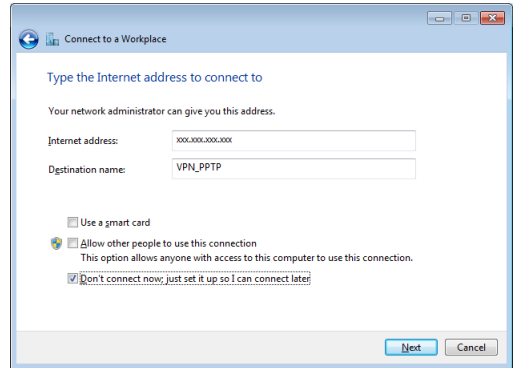 Connect to a Workplace
Type the Internet address to connect to
Your network administrator can give you this address.
Internet address: xxx.xxx.xxx.xxx
Destination name: VPN_PPTP
Use a smart card
Allow other people to use this connection
This option allows anyone with access to this computer to use this connection.
Don't connect now; just set it up so I can connect later
Next Cancel